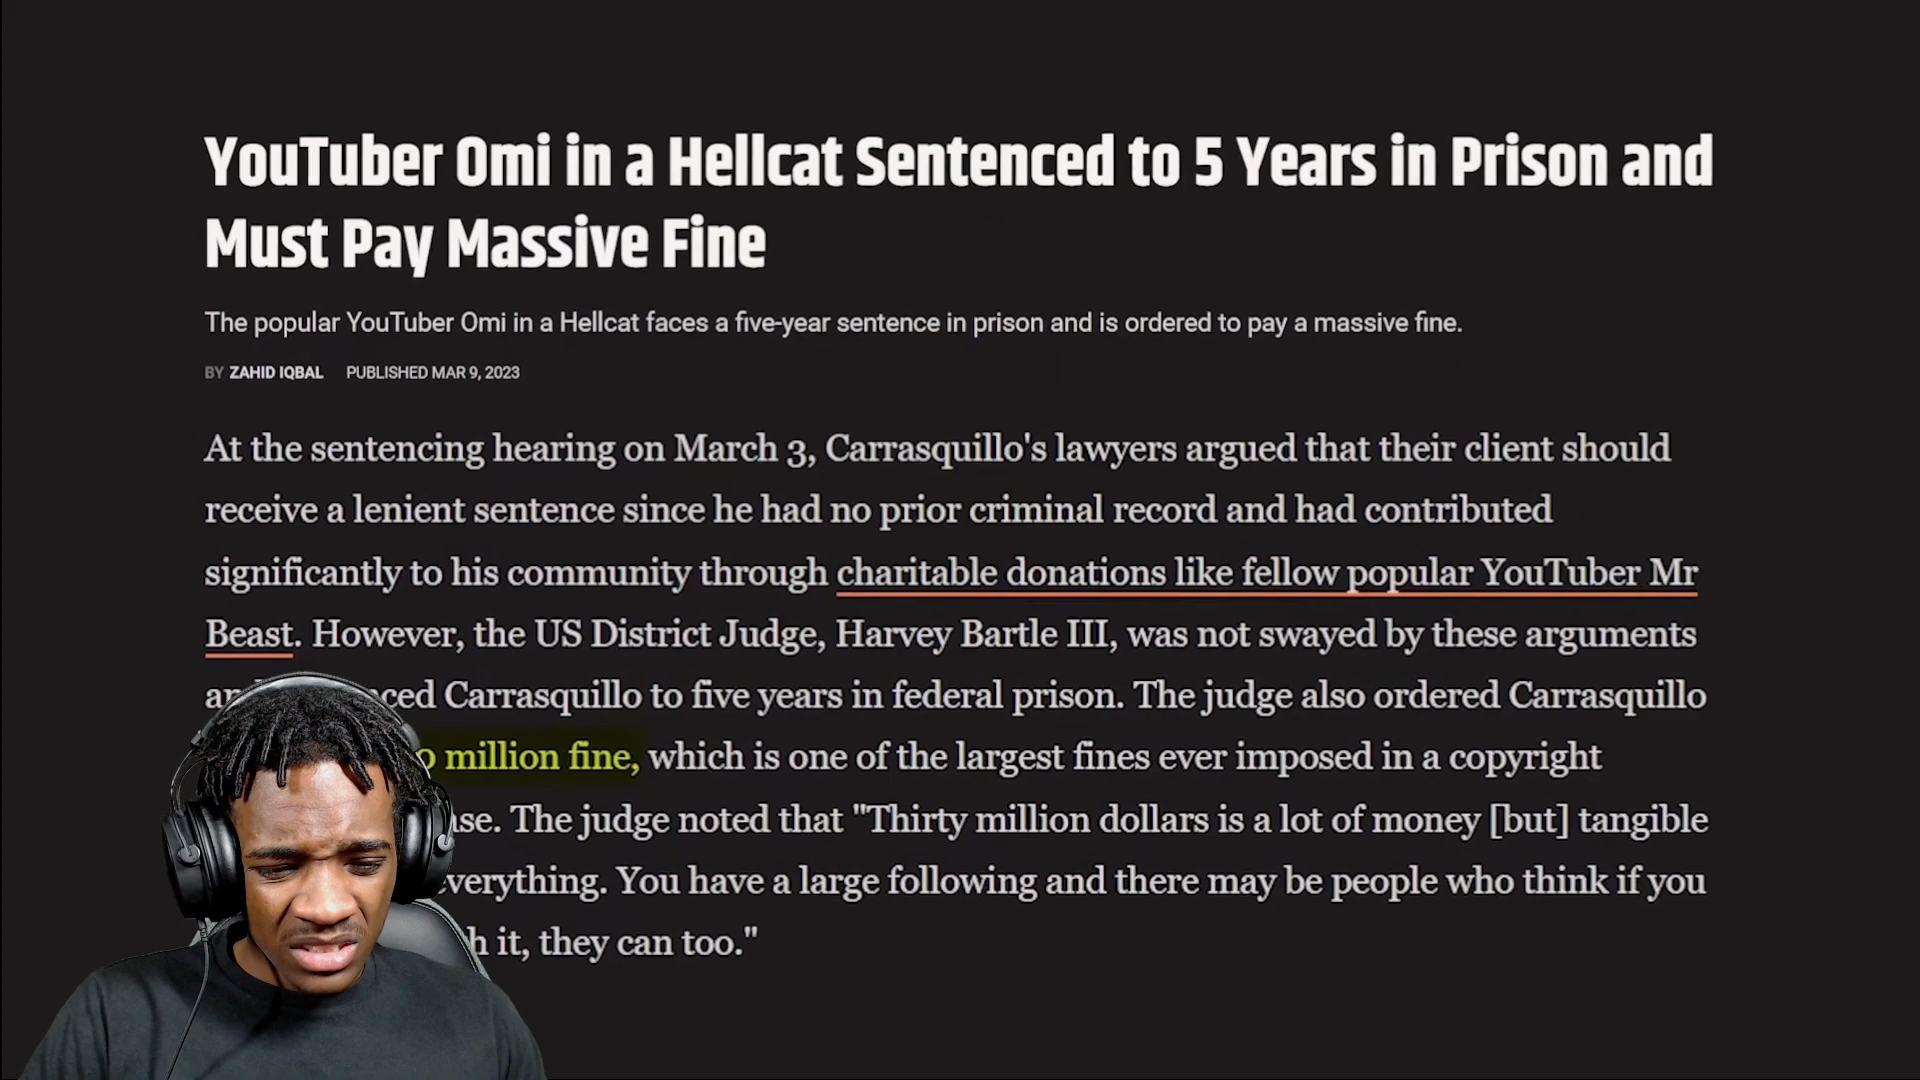 YouTuber Omi in a Hellcat Sentenced to 5 Years in Prison and
Must Pay Massive Fine
The popular YouTuber Omi in a Hellcat faces a five-year sentence in prison and is ordered to pay a massive fine.
BY ZAHID IQBAL PUBLISHED MAR 9, 2023
At the sentencing hearing on March 3, Carrasquillo's lawyers argued that their client should
receive a lenient sentence since he had no prior criminal record and had contributed
significantly to his community through charitable donations like fellow popular YouTuber Mr
Beast. However, the US District Judge, Harvey Bartle III, was not swayed by these arguments
Carrasquillo to five years in federal prison. The judge also ordered Carrasquillo
million fine, which is one of the largest fines ever imposed in a copyright
The judge noted that "Thirty million dollars is a lot of money [but] tangible
everything. You have a large following and there may be people who think if you
it, they can too."